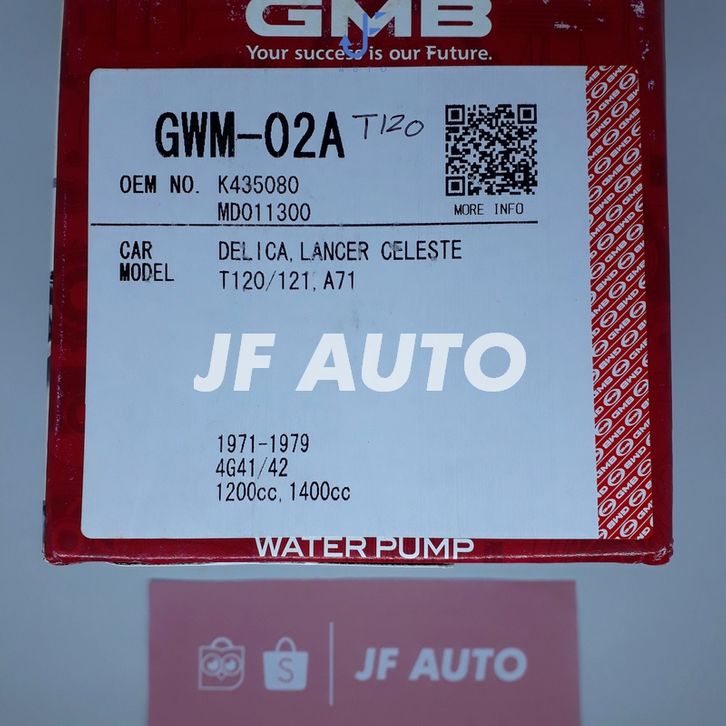 GMB
Your success is our Future.
GWM-02A T120
OEM NO. K435080
MD011300
MORE INFO
CAR MODEL DELICA, LANCER CELESTE
T120/121, A71
JF AUTO
1971-1979
4G41/42
1200cc, 1400cc
WATER PUMP
JF AUTO